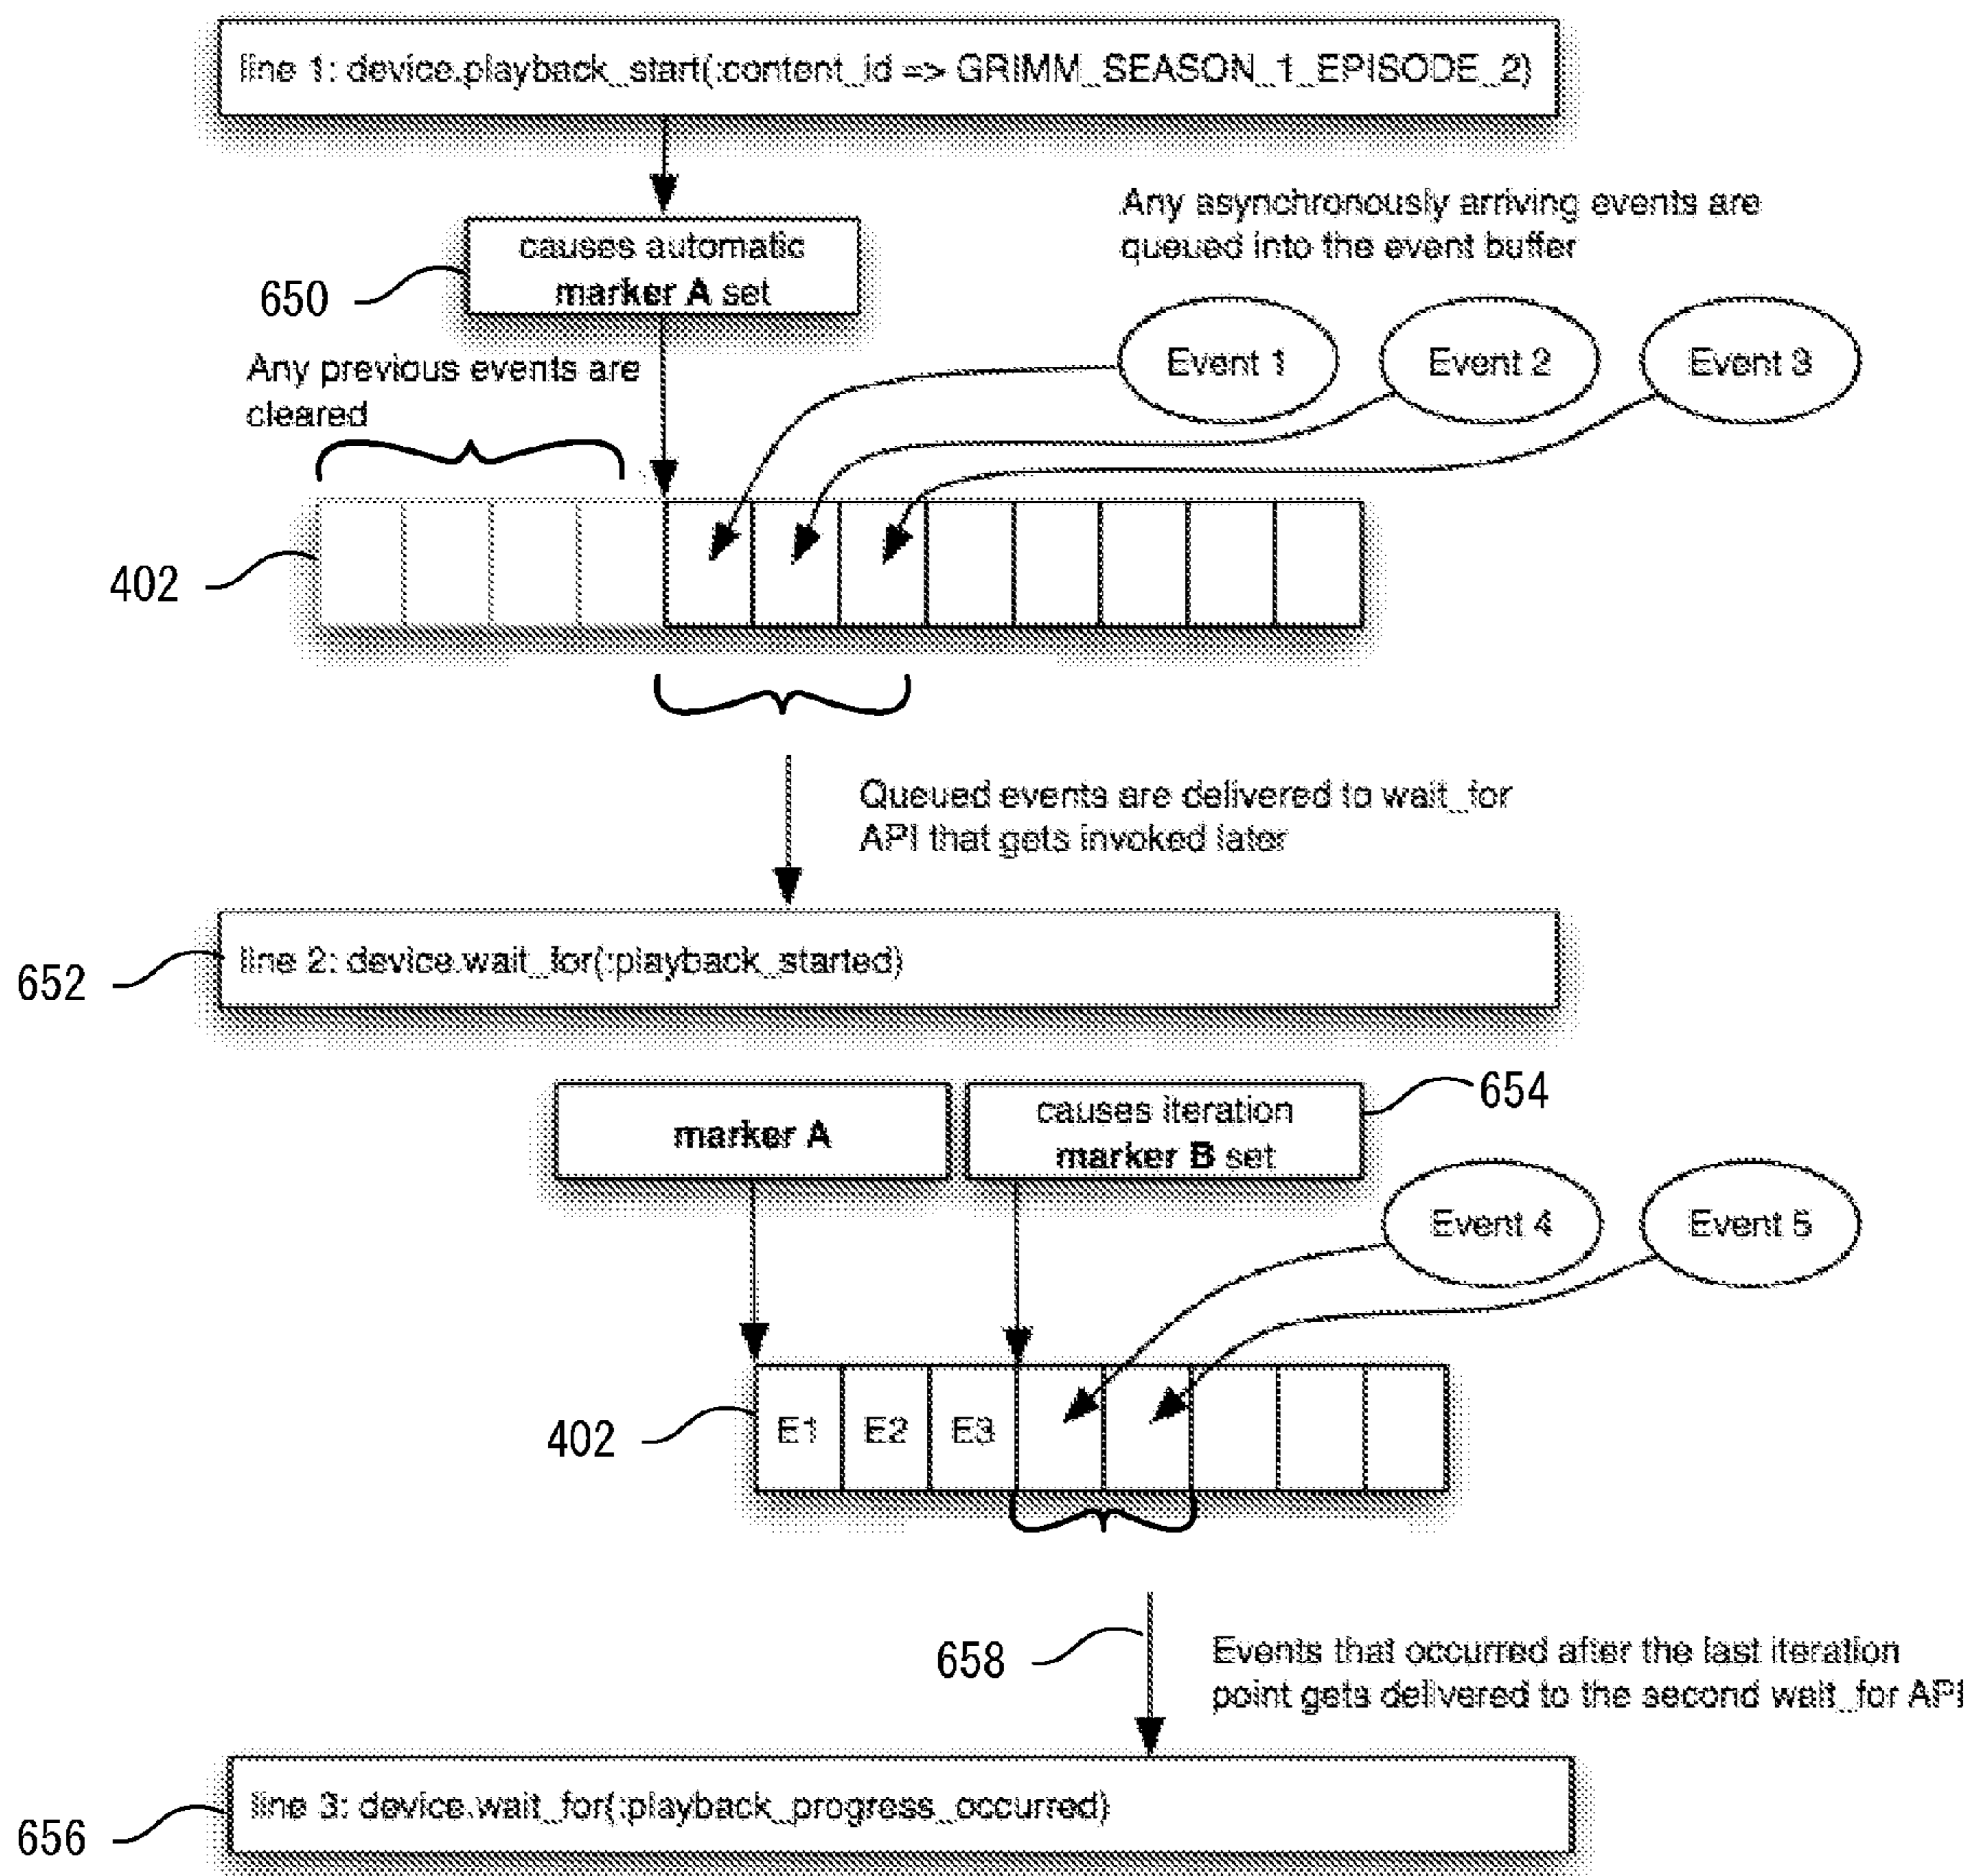 line 1: device.playback_start(:content_id => GRIMM_SEASON_1_EPISODE_2)
Any asynchronously arriving events are
queued into the event buffer
causes automatic
marker A set
650
Any previous events are
cleared
Event 1
Event 2
Event 3
402
Queued events are delivered to wait_for
API that gets invoked later
line 2: device.wait_for(:playback_started)
652
marker A
causes iteration
marker B set
654
Event 4
Event 5
E1
E2
E3
402
658
Events that occurred after the last iteration
point gets delivered to the second wait_for API
line 3: device.wait_for(:playback_progress_occurred)
656